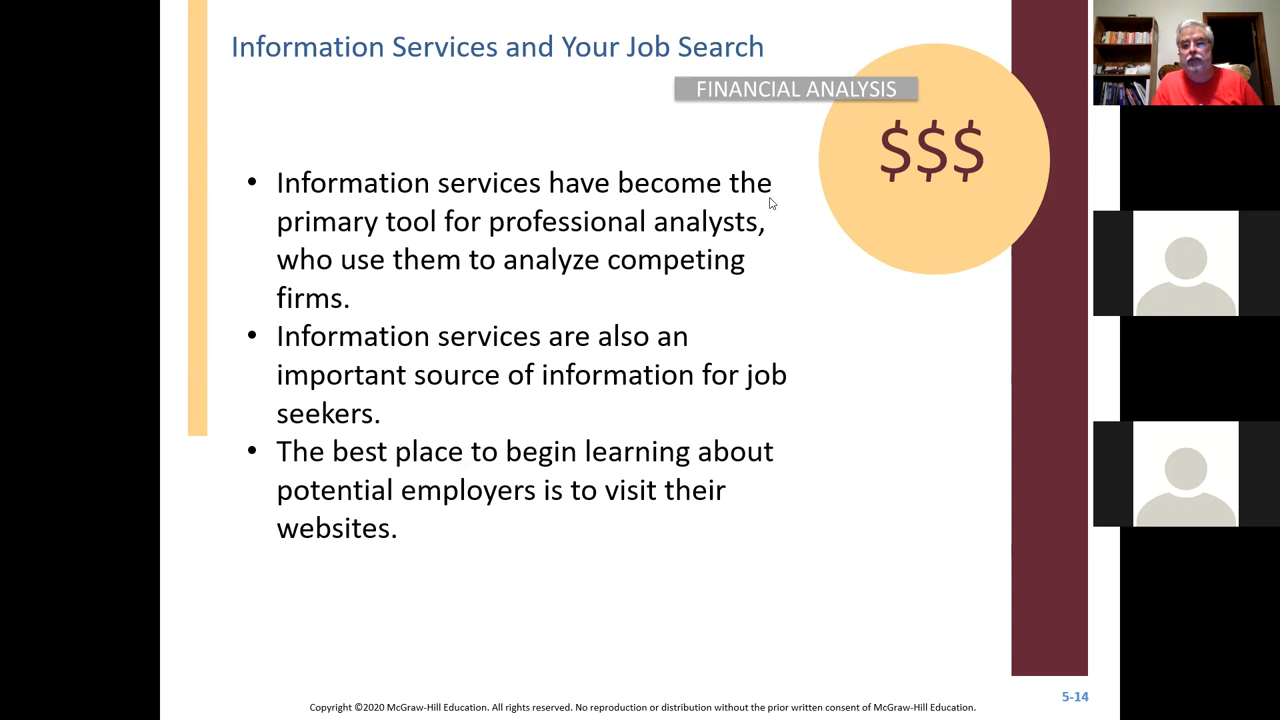 Information Services and Your Job Search
FINANCIAL ANALYSIS
$$$
• Information services have become the
primary tool for professional analysts,
who use them to analyze competing
firms.
• Information services are also an
important source of information for job
seekers.
• The best place to begin learning about
potential employers is to visit their
websites.
5-14
Copyright ©2020 McGraw-Hill Education. All rights reserved. No reproduction or distribution without the prior written consent of McGraw-Hill Education.